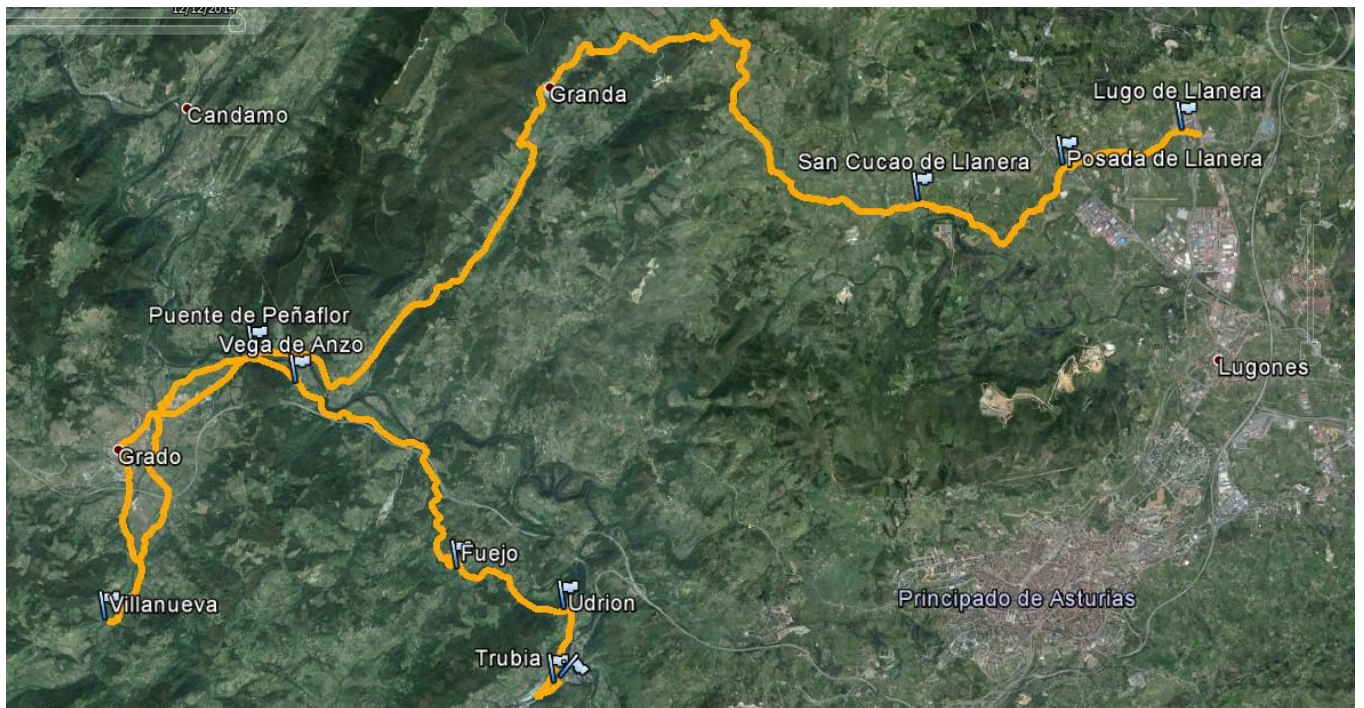 12/12/2014
Granda
Candamo
Lugo de Llanera
San Cucao de Llanera
Posada de Llanera
Puente de Peñaflor
Vega de Anzo
Lugones
Grado
Fuejo
Villanueva
Udrion
Principado de Asturias
Trubia